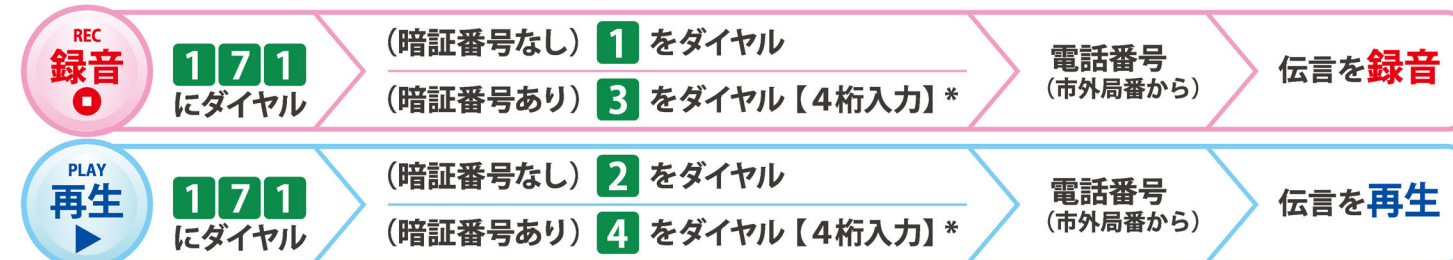 REC
録音
171
にダイヤル
（暗証番号なし）1をダイヤル
（暗証番号あり）3をダイヤル【4桁入力】*
電話番号
（市外局番から）
伝言を録音
PLAY
再生
171
にダイヤル
（暗証番号なし）2をダイヤル
（暗証番号あり）4をダイヤル【4桁入力】*
電話番号
（市外局番から）
伝言を再生